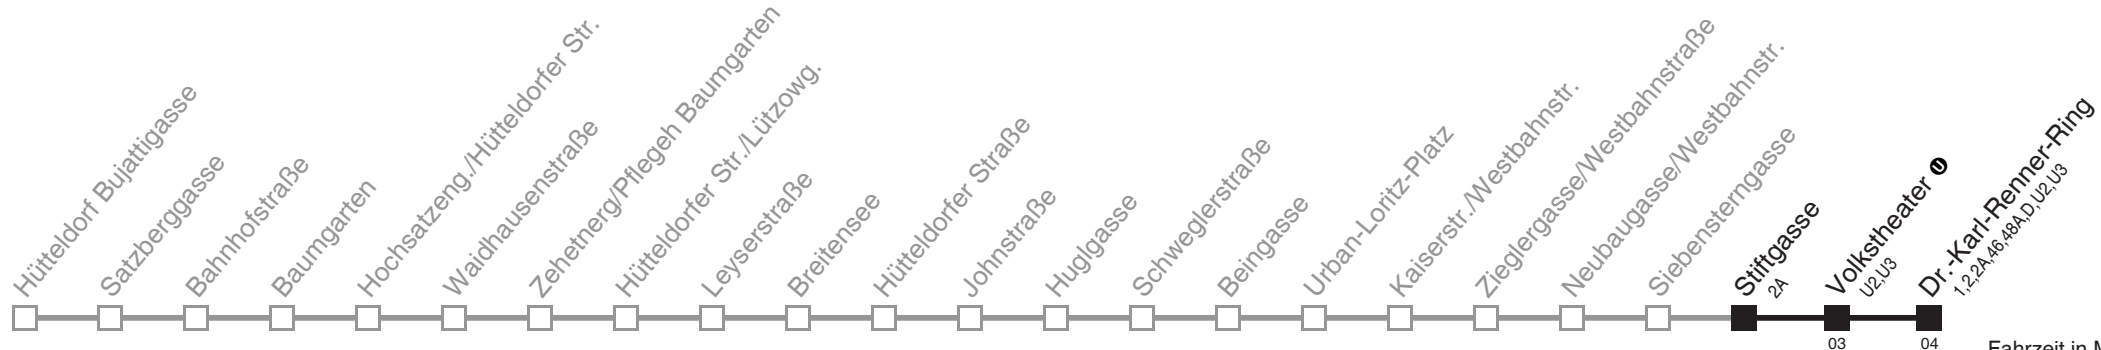 Hütteldorf Bujattigasse
Satzberggasse
Bahnhofstraße
Baumgarten
Hochsatzeng./Hütteldorfer Str.
Waidhausenstraße
Zehetnerg/Pflegeh Baumgarten
Hütteldorfer Str./Lützowg.
Leyserstraße
Breitensee
Hütteldorfer Straße
Johnstraße
Huglgasse
Schweglerstraße
Beingasse
Urban-Loritz-Platz
Kaiserstr./Westbahnstr.
Zieglergasse/Westbahnstraße
Neubaugasse/Westbahnstr.
Siebensterngasse
Stiftgasse
2A
Volkstheater U
U2,U3
Dr.-Karl-Renner-Ring
1,2,2A,46,48A,D,U2,U3
03
04
Fahrzeit in